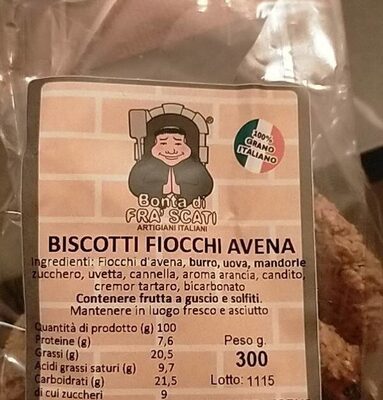 Bontà di
FRA' SCATI
ARTIGIANI ITALIANI
100%
GRANO
ITALIANO
BISCOTTI FIOCCHI AVENA
Ingredienti: Fiocchi d'avena, burro, uova, mandorle
zucchero, uvetta, cannella, aroma arancia, candito,
cremor tartaro, bicarbonato
Contenere frutta a guscio e solfiti.
Mantenere in luogo fresco e asciutto
Quantità di prodotto (g) 100
Proteine (g) 7,6
Grassi (g) 20,5
Acidi grassi saturi (g) 9,7
Carboidrati (g) 21,5
di cui zuccheri 9
Peso g.
300
Lotto: 1115